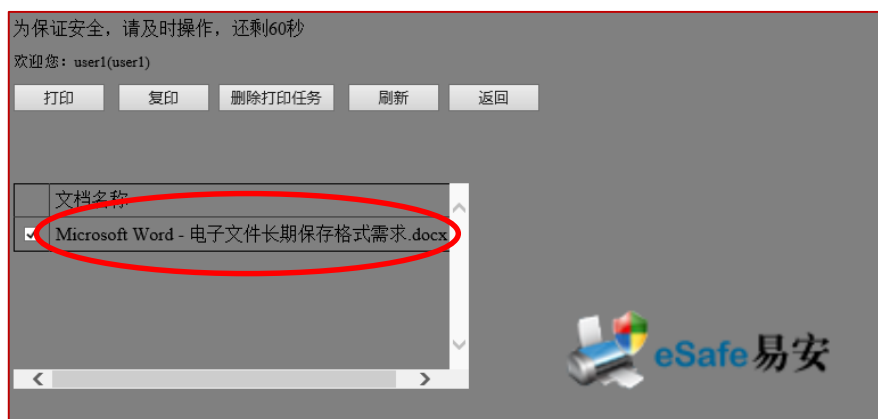 为保证安全，请及时操作，还剩60秒
欢迎您：user1(user1)
打印 复印 删除打印任务 刷新 返回
文档名称
Microsoft Word - 电子文件长期保存格式需求.docx
eSafe易安